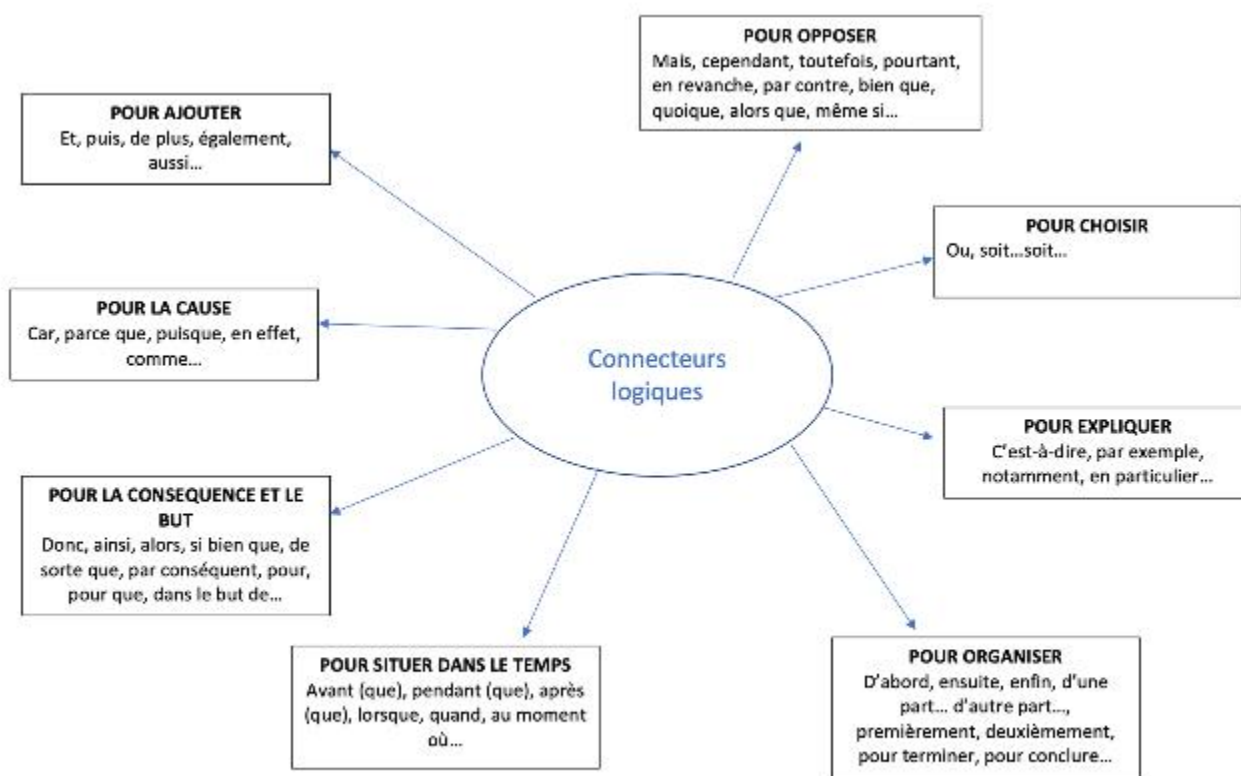 POUR OPPOSER
Mais, cependant, toutefois, pourtant,
en revanche, par contre, bien que,
quoique, alors que, même si…
POUR AJOUTER
Et, puis, de plus, également,
aussi…
POUR CHOISIR
Ou, soit…soit…
POUR LA CAUSE
Car, parce que, puisque, en effet,
comme…
Connecteurs
logiques
POUR EXPLIQUER
C'est-à-dire, par exemple,
notamment, en particulier…
POUR LA CONSEQUENCE ET LE
BUT
Donc, ainsi, alors, si bien que, de
sorte que, par conséquent, pour,
pour que, dans le but de…
POUR SITUER DANS LE TEMPS
Avant (que), pendant (que), après
(que), lorsque, quand, au moment
où…
POUR ORGANISER
D'abord, ensuite, enfin, d'une
part… d'autre part…,
premièrement, deuxièmement,
pour terminer, pour conclure…